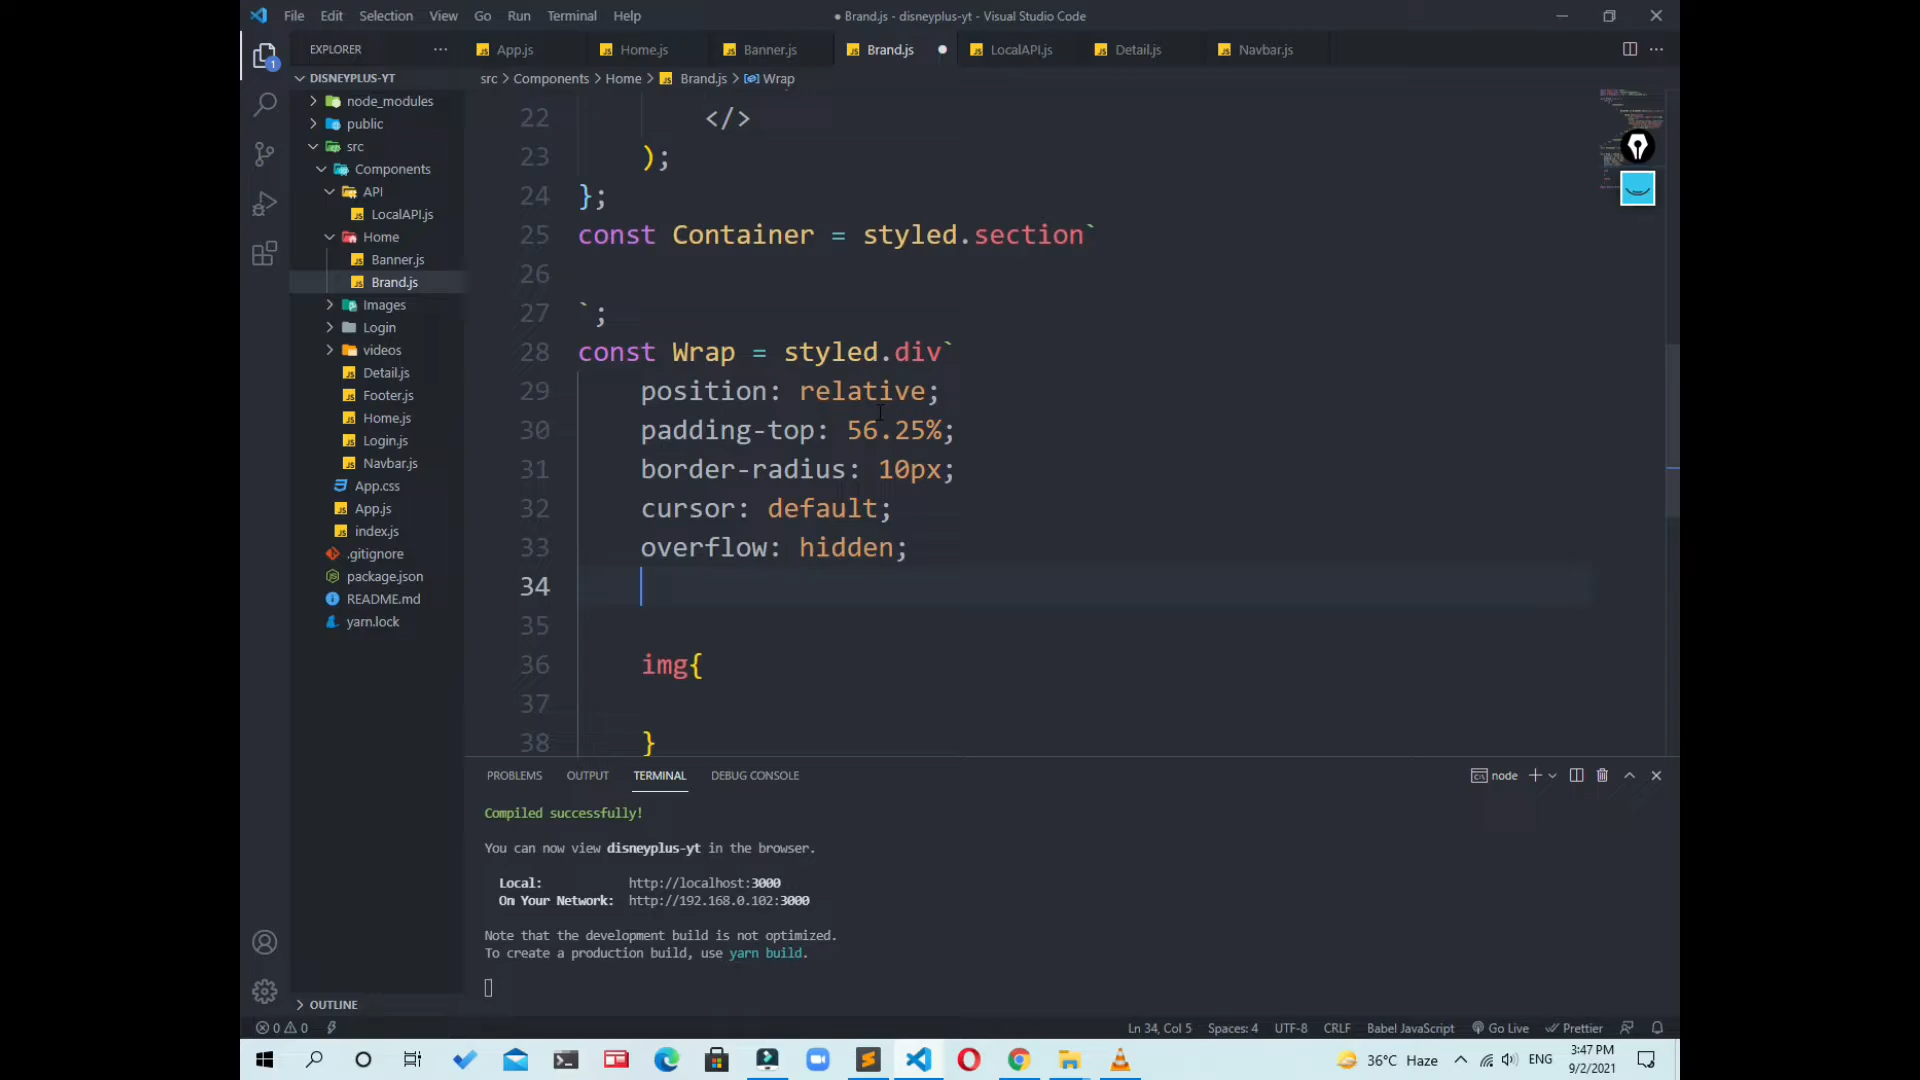 File Edit Selection View Go Run Terminal Help
● Brand.js - disneyplus-yt - Visual Studio Code
EXPLORER
App.js
Home.js
Banner.js
Brand.js
LocalAPI.js
Detail.js
Navbar.js
DISNEYPLUS-YT
node_modules
public
src
Components
API
LocalAPI.js
Home
Banner.js
Brand.js
Images
Login
videos
Detail.js
Footer.js
Home.js
Login.js
Navbar.js
App.css
App.js
index.js
.gitignore
package.json
README.md
yarn.lock
OUTLINE
src > Components > Home > Brand.js > Wrap
22 </>
23 );
24 };
25 const Container = styled.section`
26
27 `;
28 const Wrap = styled.div`
29 position: relative;
30 padding-top: 56.25%;
31 border-radius: 10px;
32 cursor: default;
33 overflow: hidden;
34
35
36 img{
37
38 }
PROBLEMS OUTPUT TERMINAL DEBUG CONSOLE
node
Compiled successfully!
You can now view disneyplus-yt in the browser.
Local: http://localhost:3000
On Your Network: http://192.168.0.102:3000
Note that the development build is not optimized.
To create a production build, use yarn build.
0 0
Ln 34, Col 5 Spaces: 4 UTF-8 CRLF Babel JavaScript Go Live Prettier
36°C Haze ENG
3:47 PM
9/2/2021
1